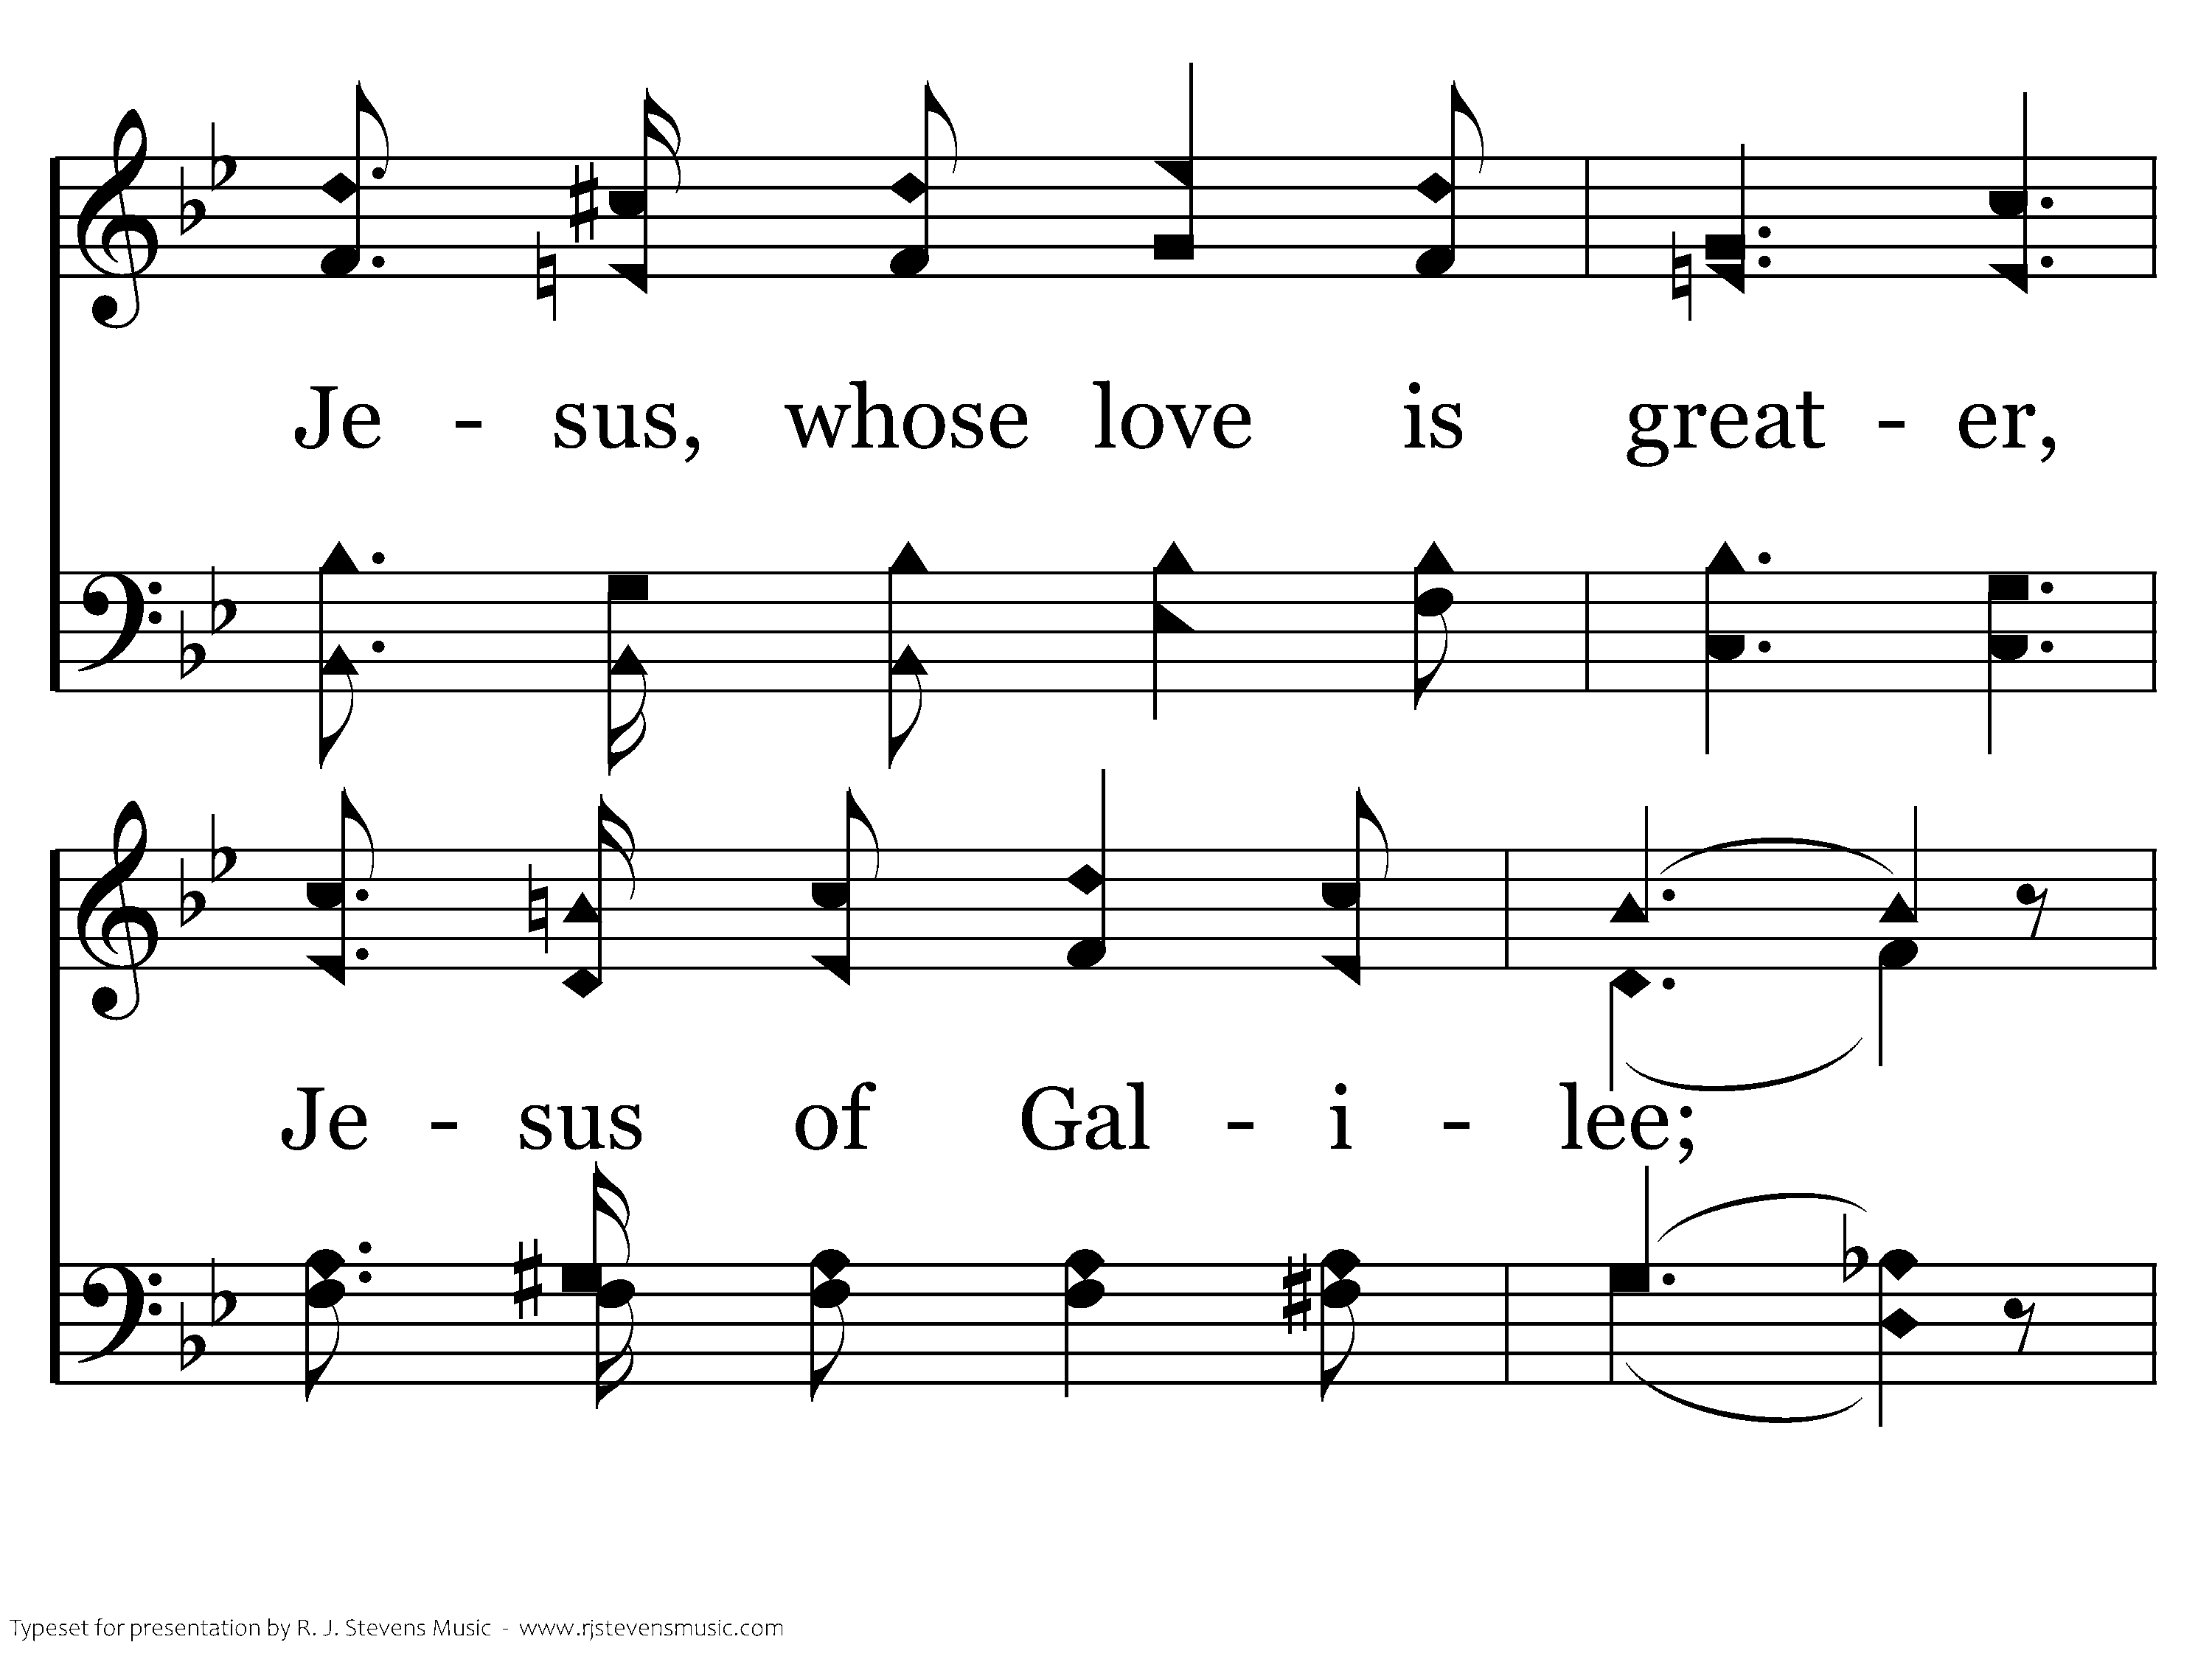 Je - sus, whose love is great - er,
Je - sus of Gal - i - lee;
Typeset for presentation by R. J. Stevens Music - www.rjstevensmusic.com